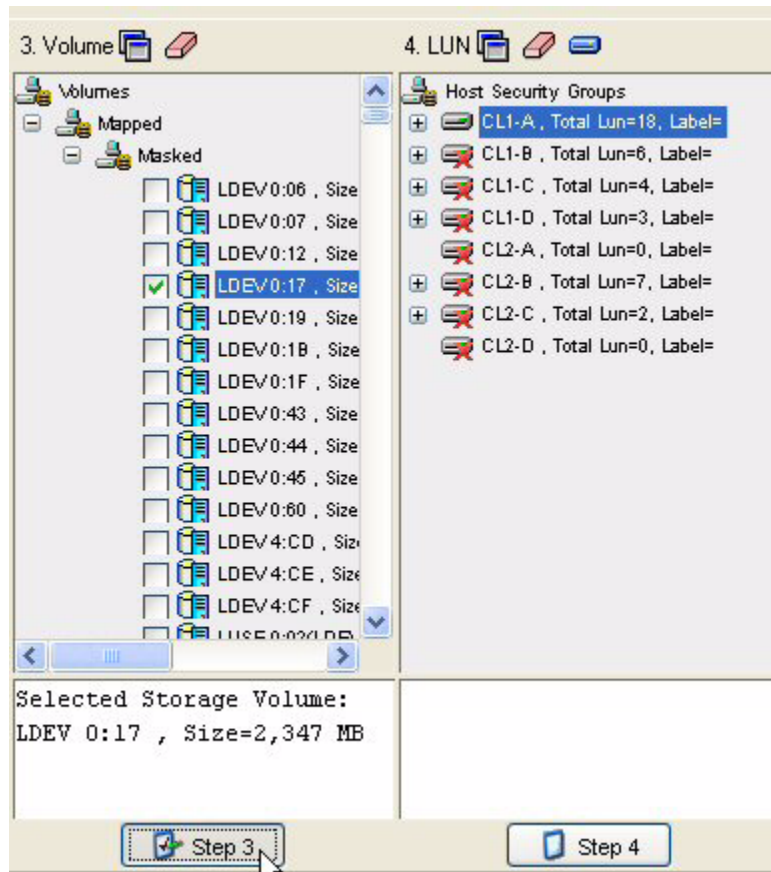 3. Volume
Volumes
Mapped
Masked
LDEV 0:06 , Size
LDEV 0:07 , Size
LDEV 0:12 , Size
LDEV 0:17 , Size
LDEV 0:19 , Size
LDEV 0:1B , Size
LDEV 0:1F , Size
LDEV 0:43 , Size
LDEV 0:44 , Size
LDEV 0:45 , Size
LDEV 0:60 , Size
LDEV 4:CD , Siz
LDEV 4:CE , Size
LDEV 4:CF , Size
LUSE 0:02(LDEV
Selected Storage Volume:
LDEV 0:17 , Size=2,347 MB
Step 3
4. LUN
Host Security Groups
CL1-A , Total Lun=18, Label=
CL1-B , Total Lun=6, Label=
CL1-C , Total Lun=4, Label=
CL1-D , Total Lun=3, Label=
CL2-A , Total Lun=0, Label=
CL2-B , Total Lun=7, Label=
CL2-C , Total Lun=2, Label=
CL2-D , Total Lun=0, Label=
Step 4